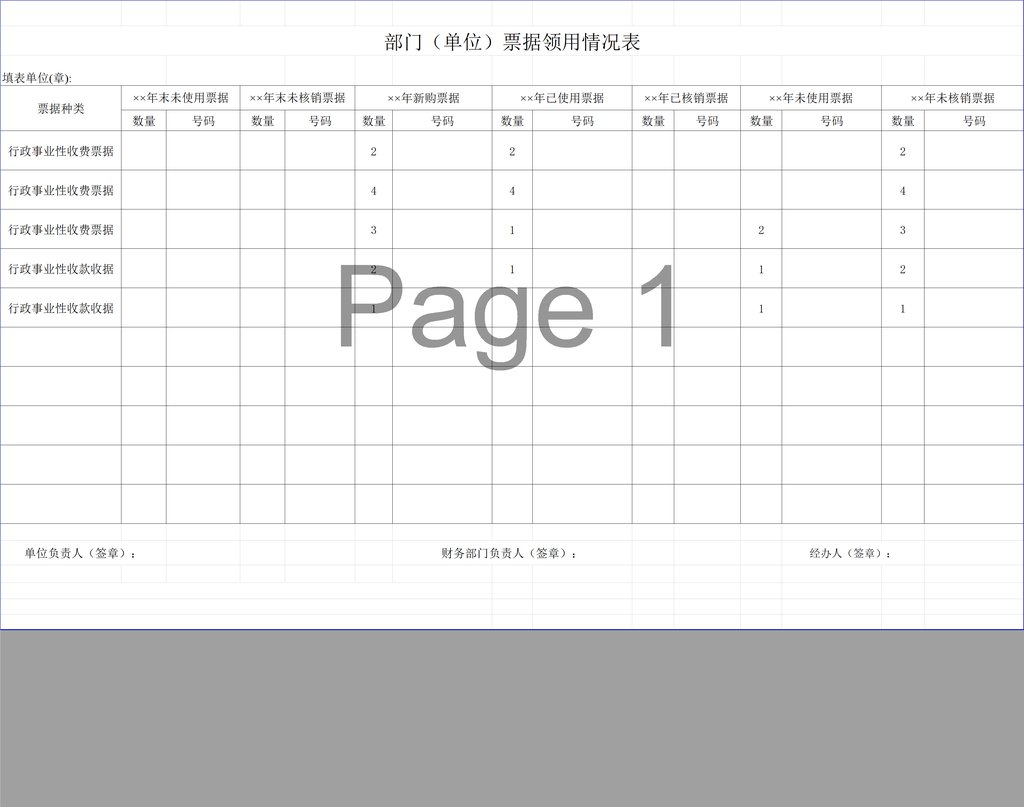 部门（单位）票据领用情况表
填表单位(章):
票据种类 ××年末未使用票据 ××年末未核销票据 ××年新购票据 ××年已使用票据 ××年已核销票据 ××年未使用票据 ××年未核销票据
数量 号码 数量 号码 数量 号码 数量 号码 数量 号码 数量 号码 数量 号码
行政事业性收费票据 2 2 2
行政事业性收费票据 4 4 4
行政事业性收费票据 3 1 2 3
行政事业性收款收据 2 1 1 2
行政事业性收款收据 1 1 1
Page 1
单位负责人（签章）： 财务部门负责人（签章）： 经办人（签章）：